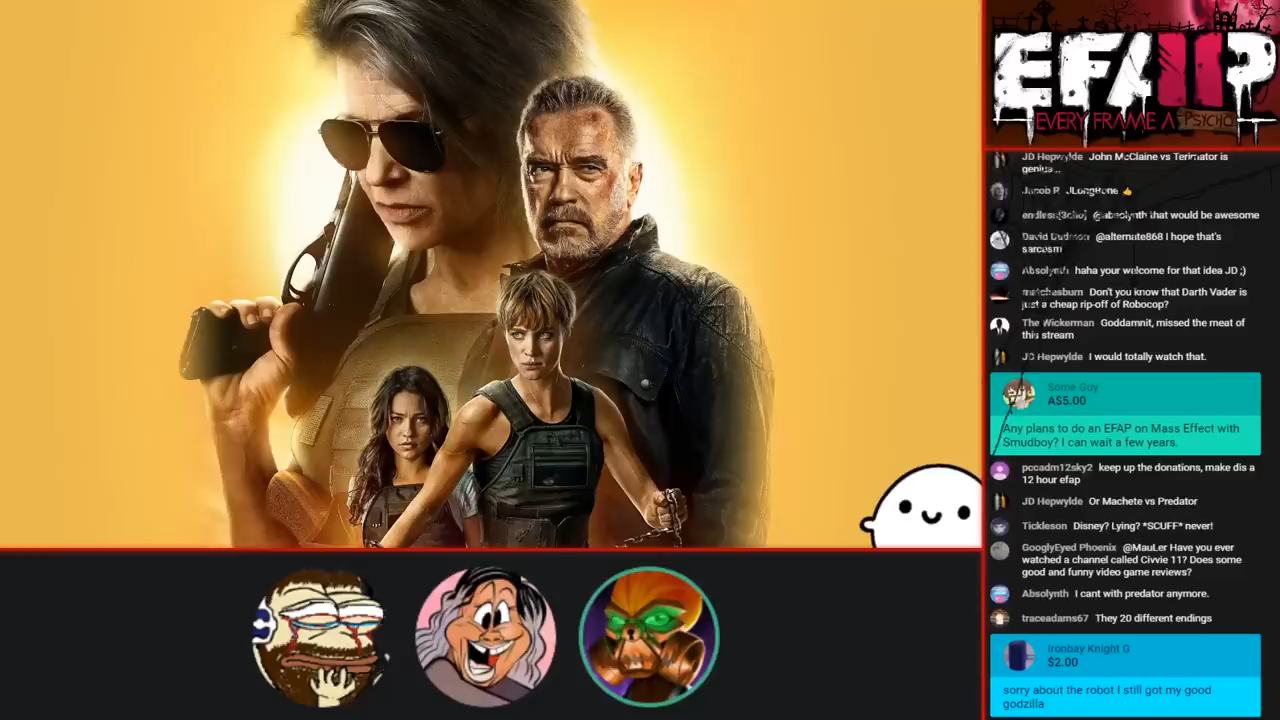 EFAP
EVERY FRAME A PSYCHO
JD Hepwylde John McClaine vs Terimator is
genius...
Jacob R JLongBone 👍
@absolynth that would be awesome
David Dudman @alternate868 I hope that's
sarcasm
Absolynth haha your welcome for that idea JD ;)
matchasburn Don't you know that Darth Vader is
just a cheap rip-off of Robocop?
The Wickerman Goddamnit, missed the meat of
this stream
JD Hepwylde I would totally watch that.
Some Guy
A$5.00
Any plans to do an EFAP on Mass Effect with
Smudboy? I can wait a few years.
pccadm12sky2 keep up the donations, make dis a
12 hour efap
JD Hepwylde Or Machete vs Predator
Tickleson Disney? Lying? *SCUFF* never!
GooglyEyed Phoenix @MauLer Have you ever
watched a channel called Civvie 11? Does some
good and funny video game reviews?
Absolynth I cant with predator anymore.
traceadams67 They 20 different endings
Ironbay Knight G
$2.00
sorry about the robot I still got my good
godzilla